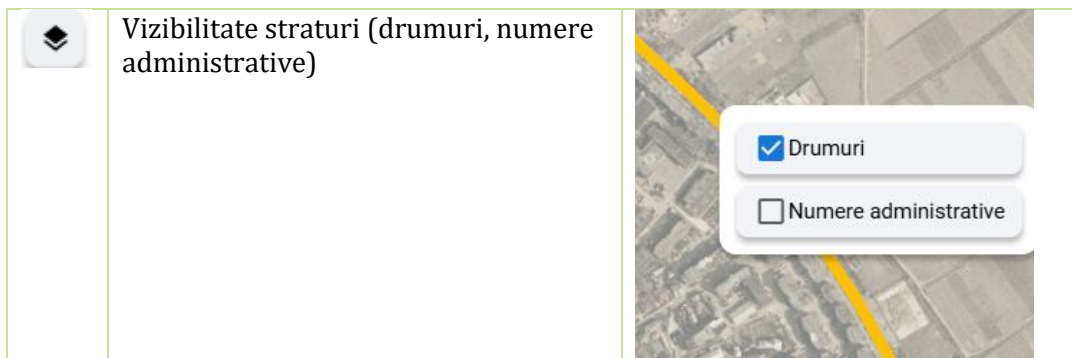 Vizibilitate straturi (drumuri, numere
administrative)
Drumuri
Numere administrative